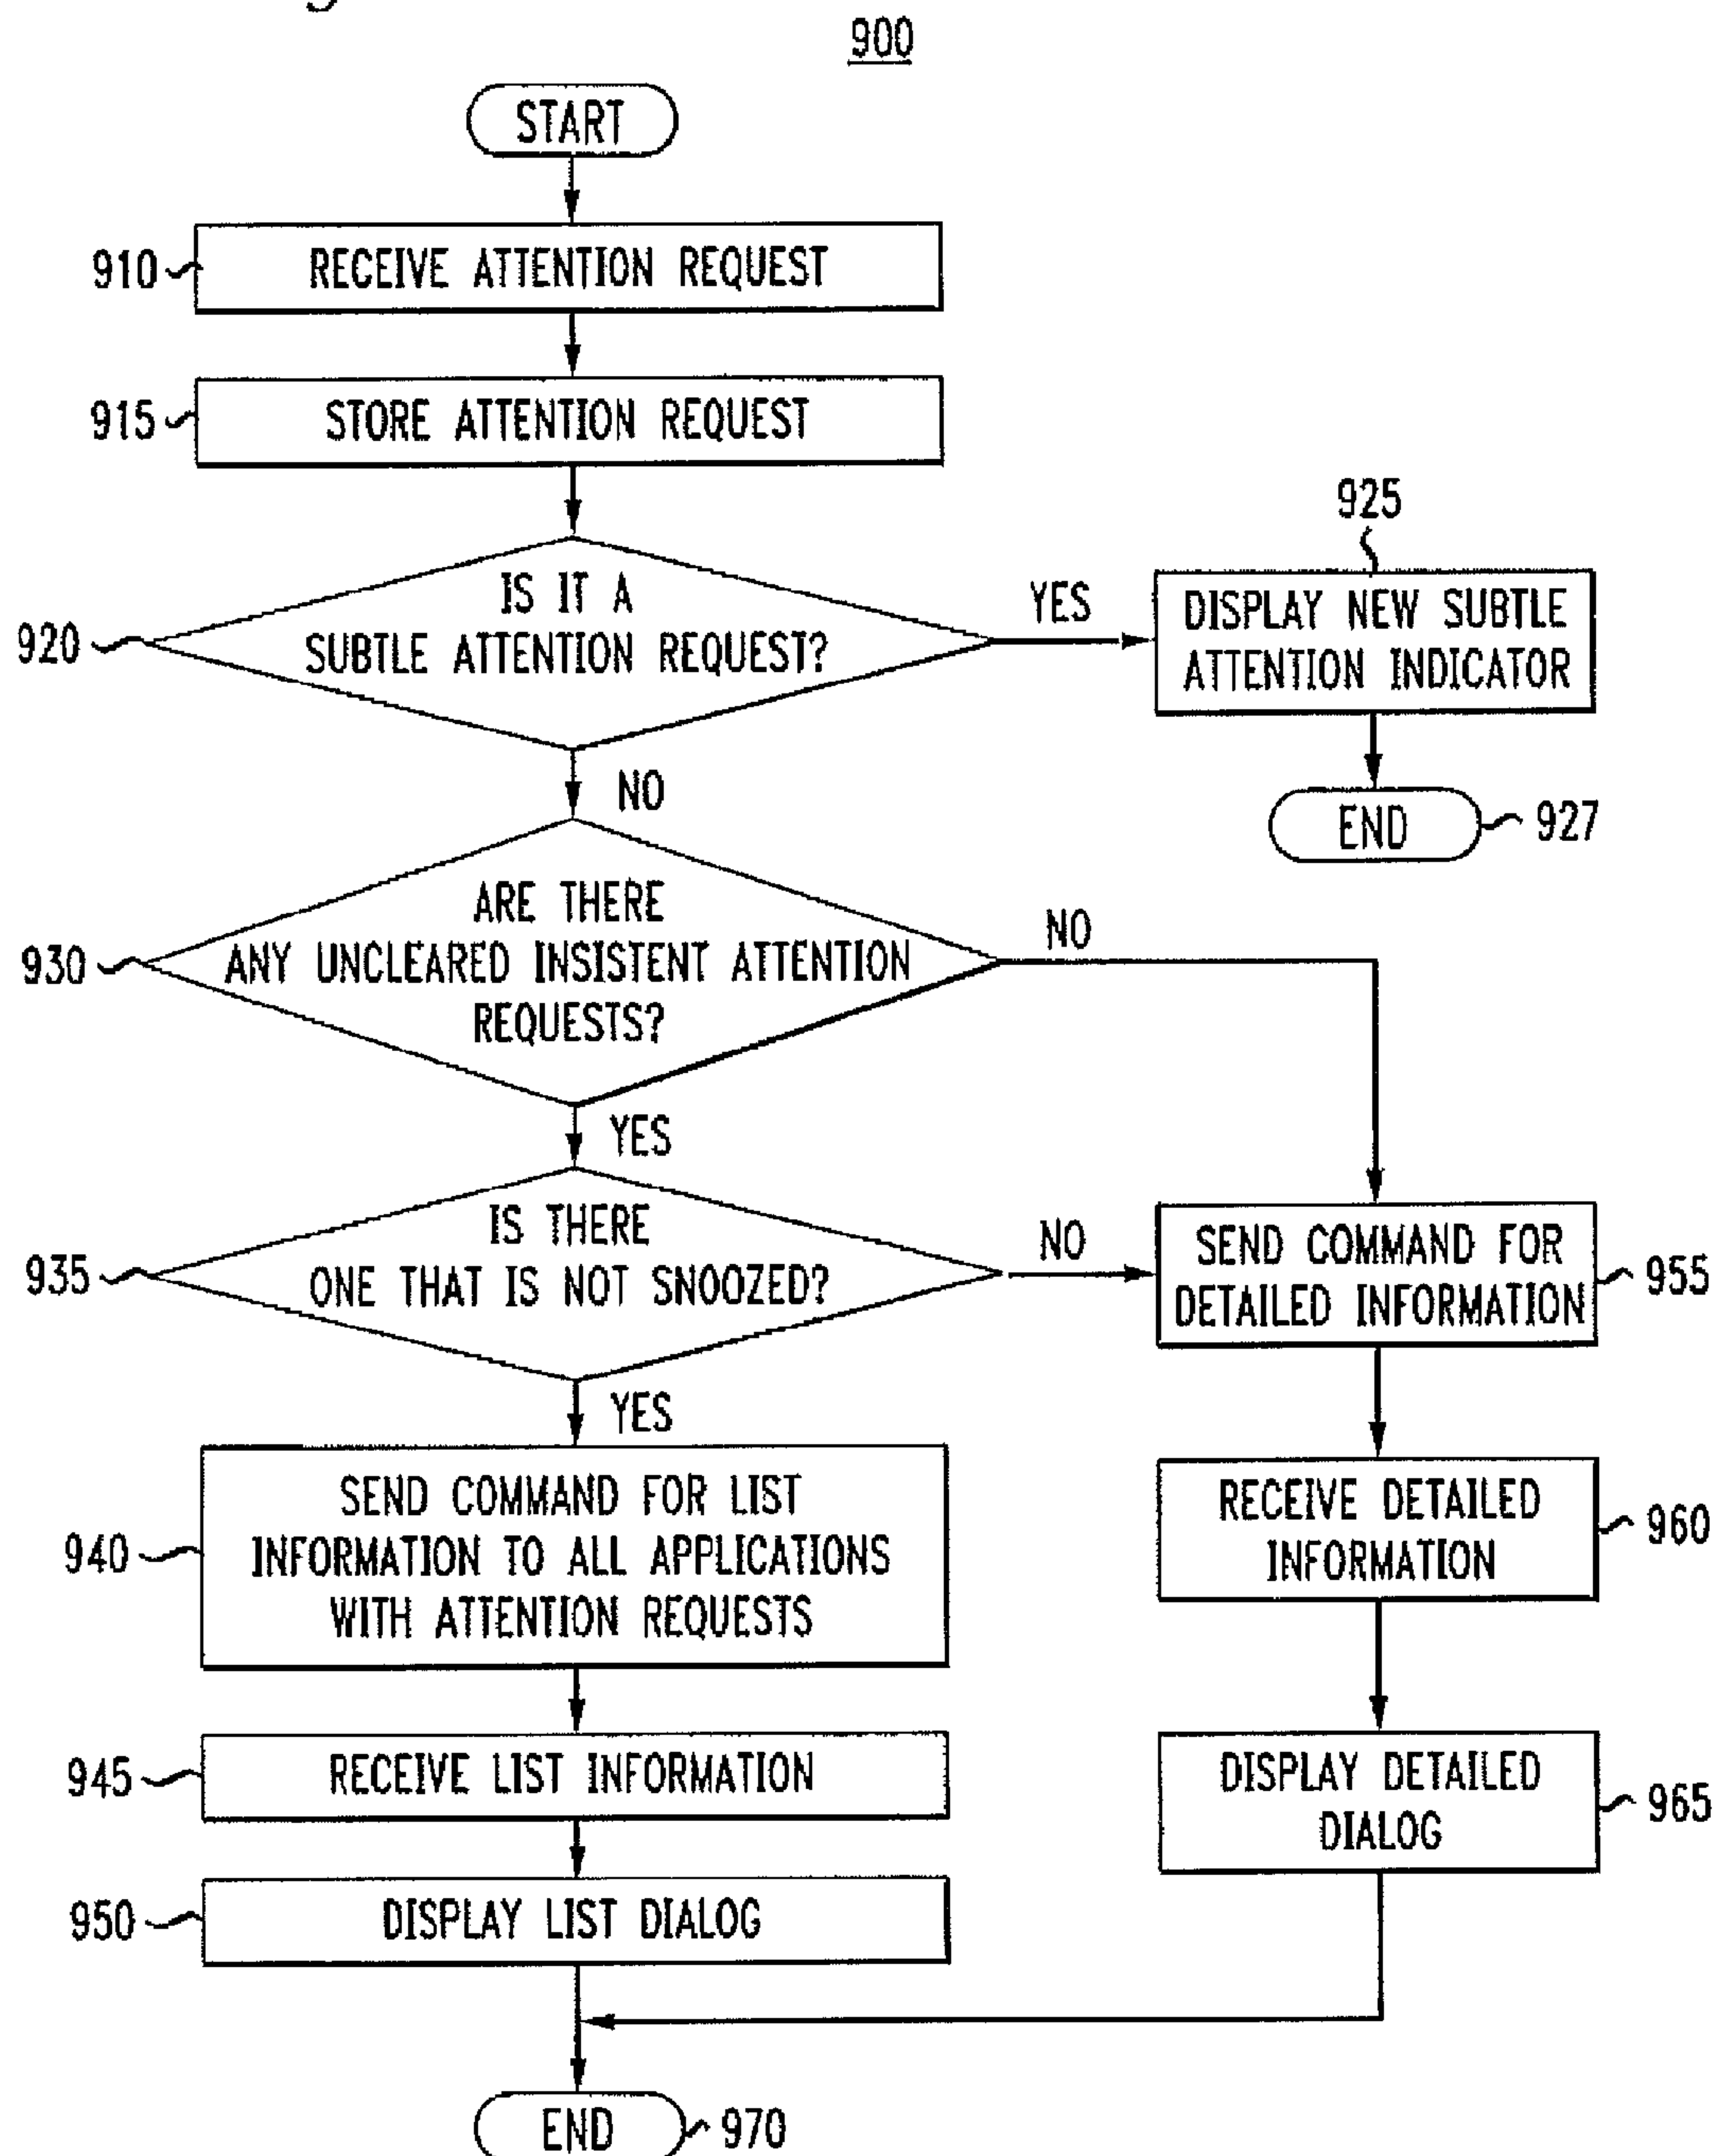 900
START
910
RECEIVE ATTENTION REQUEST
915
STORE ATTENTION REQUEST
920
IS IT A
SUBTLE ATTENTION REQUEST?
YES
925
DISPLAY NEW SUBTLE
ATTENTION INDICATOR
END
927
NO
930
ARE THERE
ANY UNCLEARED INSISTENT ATTENTION
REQUESTS?
NO
YES
935
IS THERE
ONE THAT IS NOT SNOOZED?
NO
SEND COMMAND FOR
DETAILED INFORMATION
955
YES
940
SEND COMMAND FOR LIST
INFORMATION TO ALL APPLICATIONS
WITH ATTENTION REQUESTS
RECEIVE DETAILED
INFORMATION
960
945
RECEIVE LIST INFORMATION
DISPLAY DETAILED
DIALOG
965
950
DISPLAY LIST DIALOG
END
970